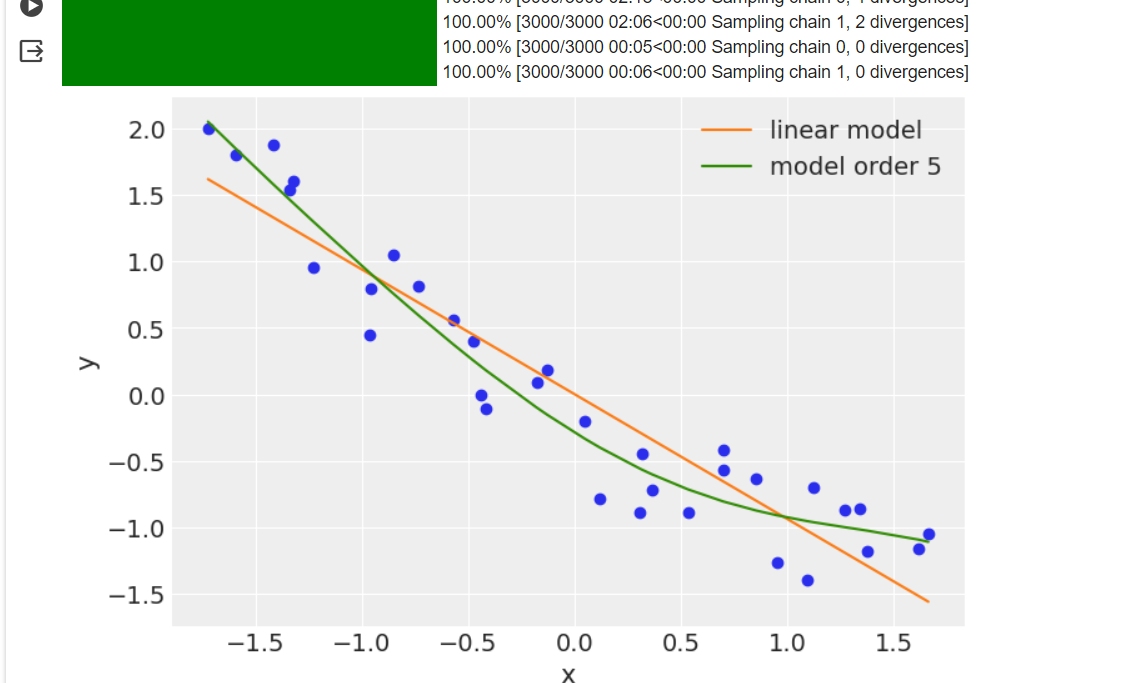 100.00% [3000/3000 02:06<00:00 Sampling chain 1, 2 divergences]
100.00% [3000/3000 00:05<00:00 Sampling chain 0, 0 divergences]
100.00% [3000/3000 00:06<00:00 Sampling chain 1, 0 divergences]
linear model
model order 5
2.0
1.5
1.0
0.5
0.0
−0.5
−1.0
−1.5
y
−1.5 −1.0 −0.5 0.0 0.5 1.0 1.5
x